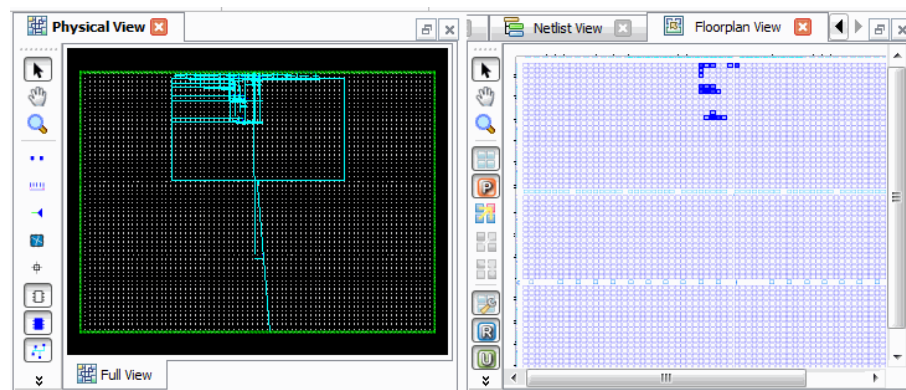 Physical View
Netlist View
Floorplan View
P
R
U
Full View